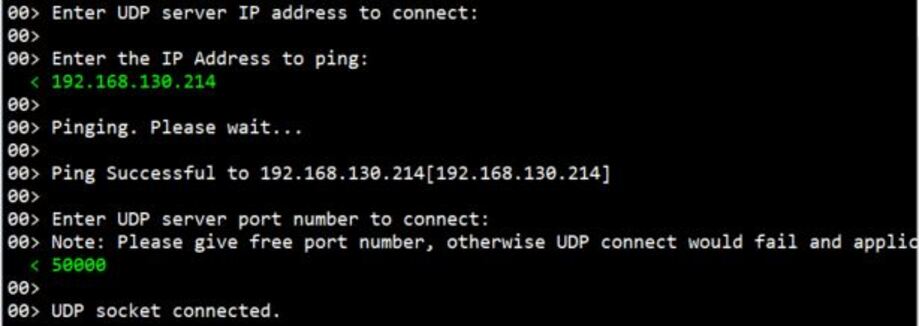 00> Enter UDP server IP address to connect:
00>
00> Enter the IP Address to ping:
< 192.168.130.214
00>
00> Pinging. Please wait...
00>
00> Ping Successful to 192.168.130.214[192.168.130.214]
00>
00> Enter UDP server port number to connect:
00> Note: Please give free port number, otherwise UDP connect would fail and applic
< 50000
00>
00> UDP socket connected.